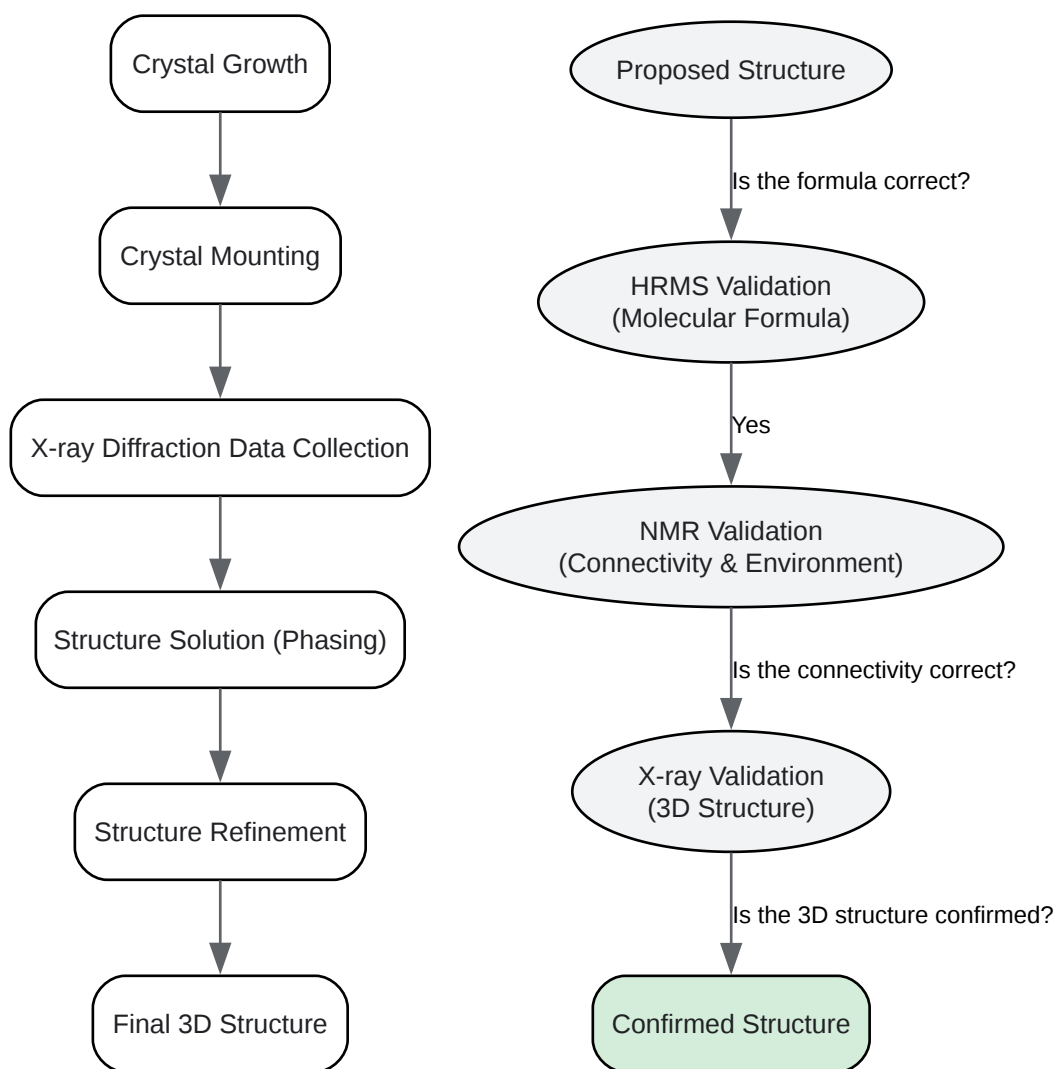 Crystal Growth
Crystal Mounting
X-ray Diffraction Data Collection
Structure Solution (Phasing)
Structure Refinement
Final 3D Structure
Proposed Structure
Is the formula correct?
HRMS Validation
(Molecular Formula)
Yes
NMR Validation
(Connectivity & Environment)
Is the connectivity correct?
X-ray Validation
(3D Structure)
Is the 3D structure confirmed?
Confirmed Structure